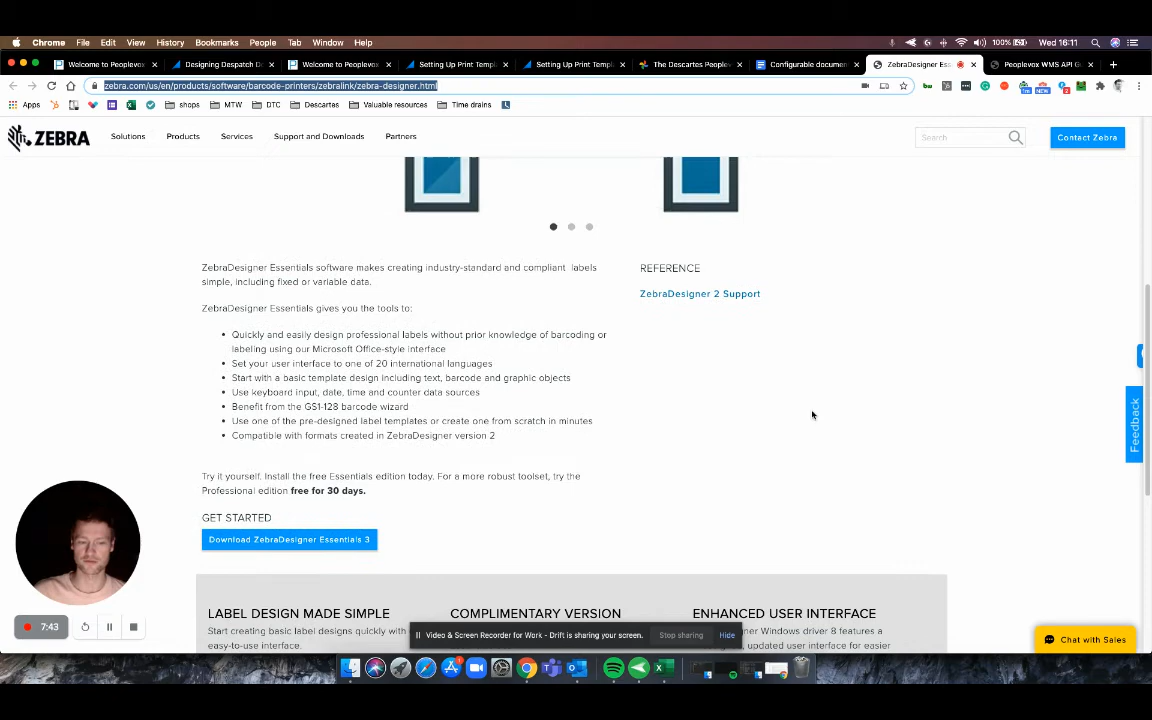 Chrome File Edit View History Bookmarks People Tab Window Help 100% Wed 16:11
Welcome to Peoplevox Designing Despatch D Welcome to Peoplevox Setting Up Print Templ Setting Up Print Templ The Descartes Peoplev Configurable documen ZebraDesigner Ess Peoplevox WMS API G
zebra.com/us/en/products/software/barcode-printers/zebralink/zebra-designer.html
Apps shops MTW DTC Descartes Valuable resources Time drains
ZEBRA Solutions Products Services Support and Downloads Partners Search Contact Zebra
ZebraDesigner Essentials software makes creating industry-standard and compliant labels
simple, including fixed or variable data.
ZebraDesigner Essentials gives you the tools to:
• Quickly and easily design professional labels without prior knowledge of barcoding or
labeling using our Microsoft Office-style interface
• Set your user interface to one of 20 international languages
• Start with a basic template design including text, barcode and graphic objects
• Use keyboard input, date, time and counter data sources
• Benefit from the GS1-128 barcode wizard
• Use one of the pre-designed label templates or create one from scratch in minutes
• Compatible with formats created in ZebraDesigner version 2
REFERENCE
ZebraDesigner 2 Support
Feedback
Try it yourself. Install the free Essentials edition today. For a more robust toolset, try the
Professional edition free for 30 days.
GET STARTED
Download ZebraDesigner Essentials 3
LABEL DESIGN MADE SIMPLE
Start creating basic label designs quickly with
easy-to-use interface.
COMPLIMENTARY VERSION
ENHANCED USER INTERFACE
ner Windows driver 8 features a
, updated user interface for easier
7:43
Video & Screen Recorder for Work - Drift is sharing your screen. Stop sharing Hide
Chat with Sales